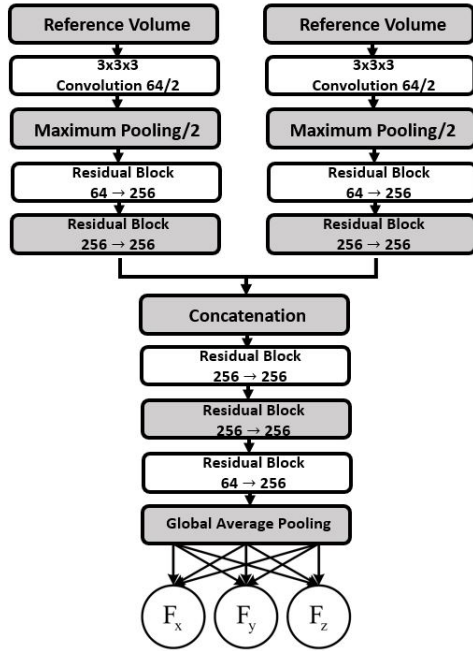 Reference Volume
3x3x3
Convolution 64/2
Maximum Pooling/2
Residual Block
64 → 256
Residual Block
256 → 256
Reference Volume
3x3x3
Convolution 64/2
Maximum Pooling/2
Residual Block
64 → 256
Residual Block
256 → 256
Concatenation
Residual Block
256 → 256
Residual Block
256 → 256
Residual Block
64 → 256
Global Average Pooling
Fx
Fy
Fz